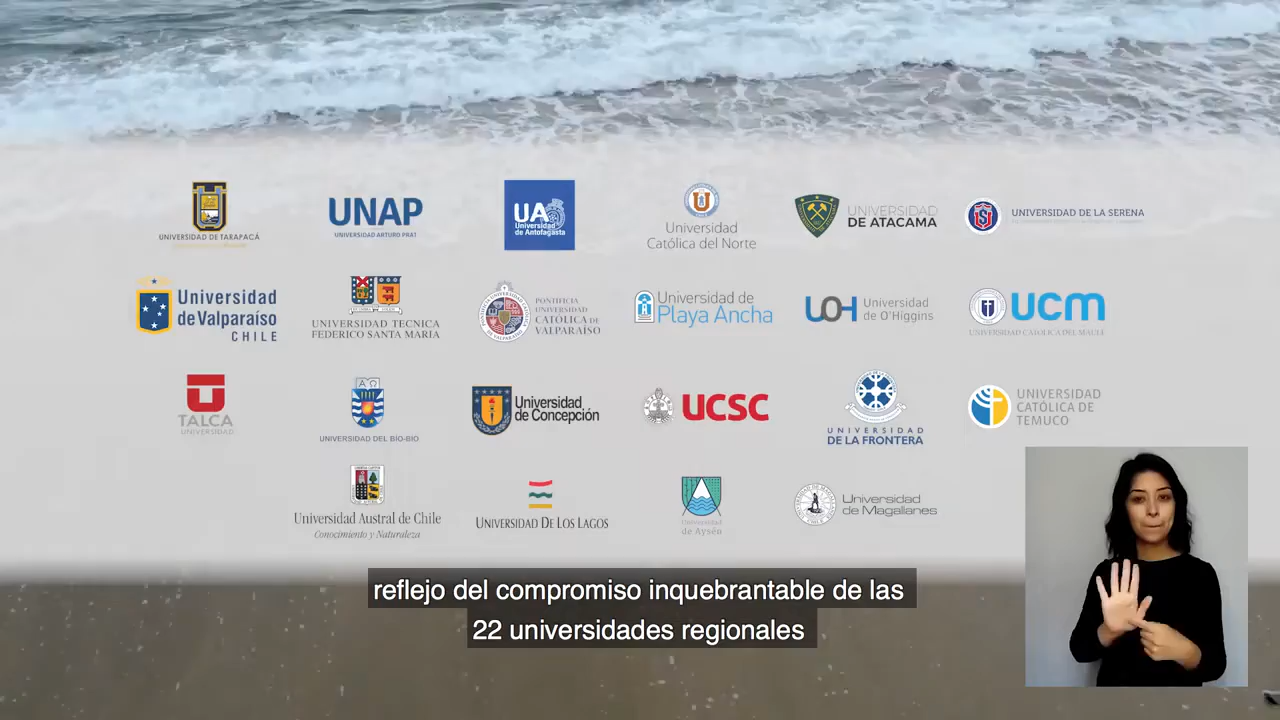 UNIVERSIDAD DE TARAPACÁ
UNAP
UNIVERSIDAD ARTURO PRAT
UA
Universidad
de Antofagasta
Universidad
Católica del Norte
UNIVERSIDAD
DE ATACAMA
UNIVERSIDAD DE LA SERENA
Universidad
de Valparaíso
CHILE
UNIVERSIDAD TECNICA
FEDERICO SANTA MARIA
PONTIFICIA
UNIVERSIDAD
CATÓLICA DE
VALPARAÍSO
Universidad de
Playa Ancha
UOH
Universidad
de O'Higgins
UCM
UNIVERSIDAD CATOLICA DEL MAULE
TALCA
UNIVERSIDAD
UNIVERSIDAD DEL BÍO-BÍO
Universidad
de Concepción
UCSC
UNIVERSIDAD
DE LA FRONTERA
UNIVERSIDAD
CATÓLICA DE
TEMUCO
Universidad Austral de Chile
Conocimiento y Naturaleza
UNIVERSIDAD DE LOS LAGOS
Universidad
de Aysén
Universidad
de Magallanes
reflejo del compromiso inquebrantable de las
22 universidades regionales